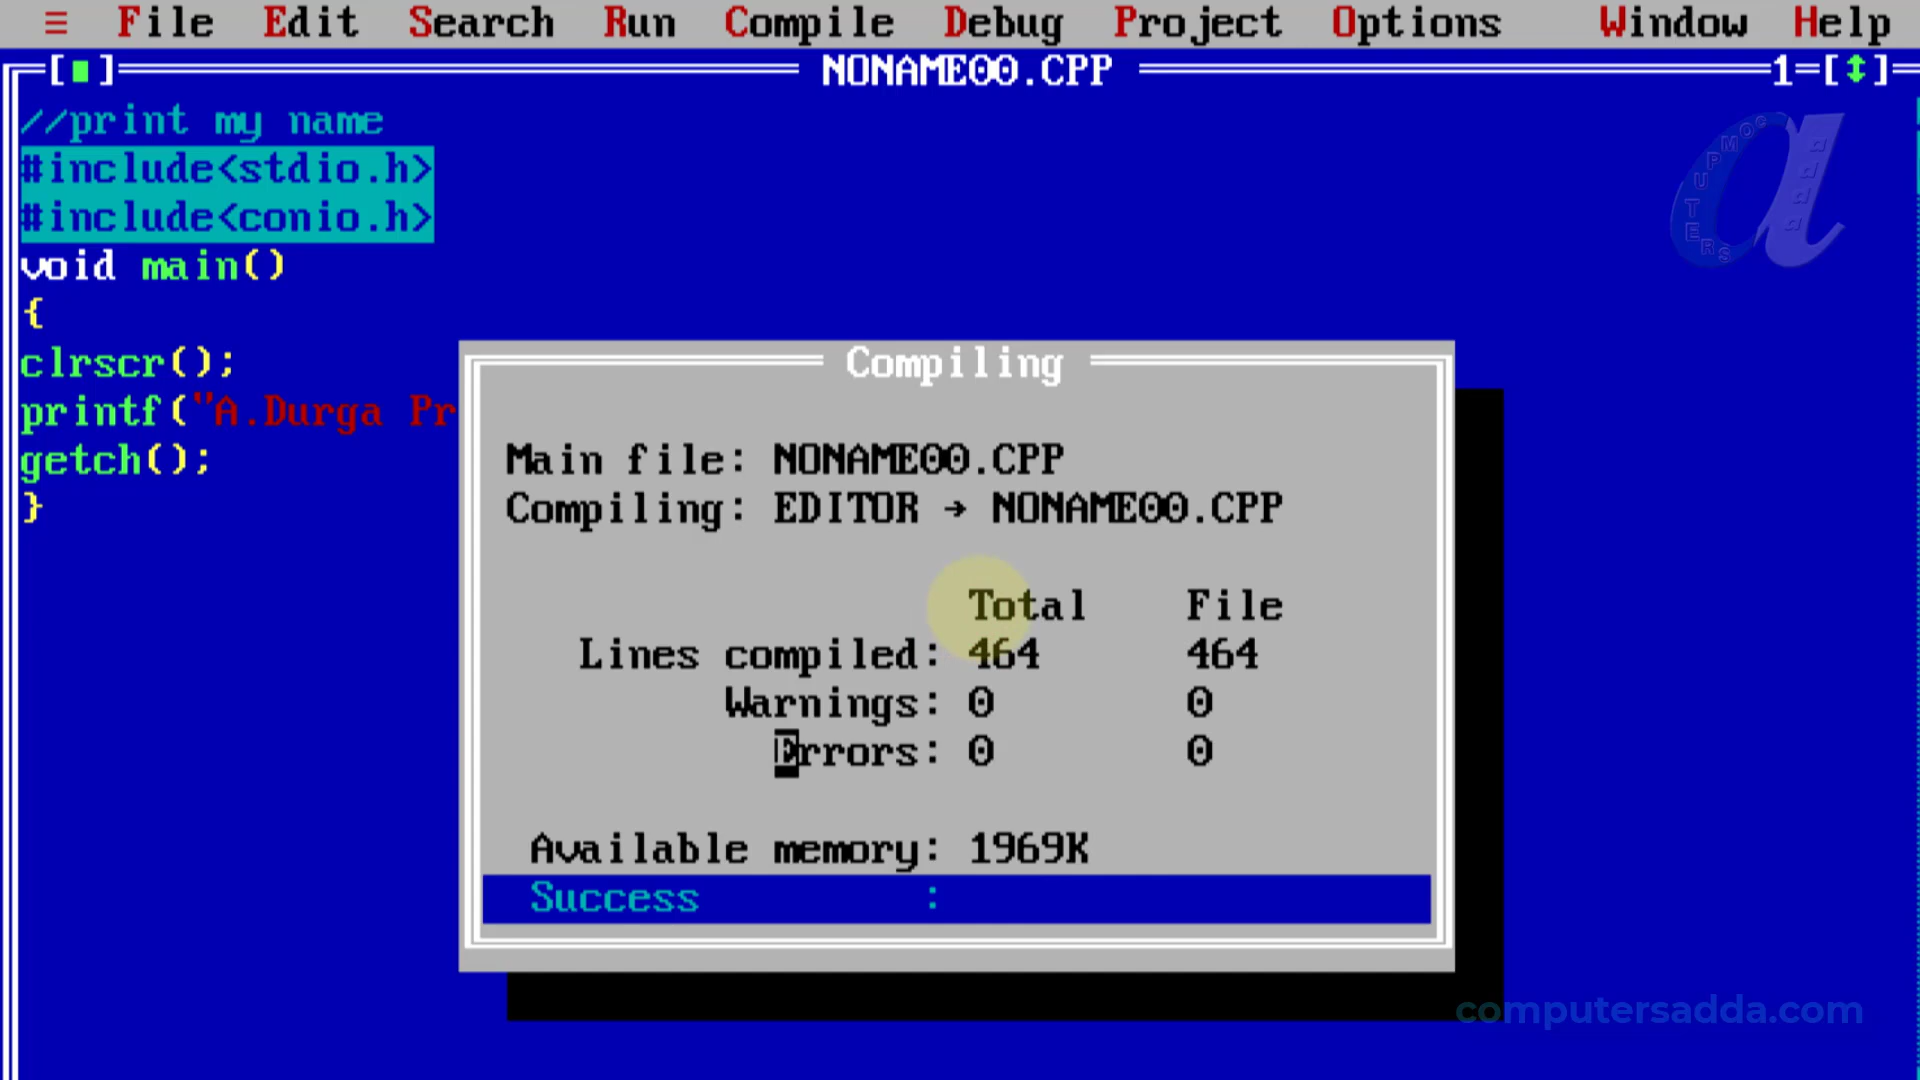 ≡ File Edit Search Run Compile Debug Project Options Window Help
[■] NONAME00.CPP 1=[↕]
//print my name
#include<stdio.h>
#include<conio.h>
void main()
{
clrscr();
printf("A.Durga Pr
getch();
}
Compiling
Main file: NONAME00.CPP
Compiling: EDITOR → NONAME00.CPP
Total File
Lines compiled: 464 464
Warnings: 0 0
Errors: 0 0
Available memory: 1969K
Success :
COMPUTERS adda
computersadda.com